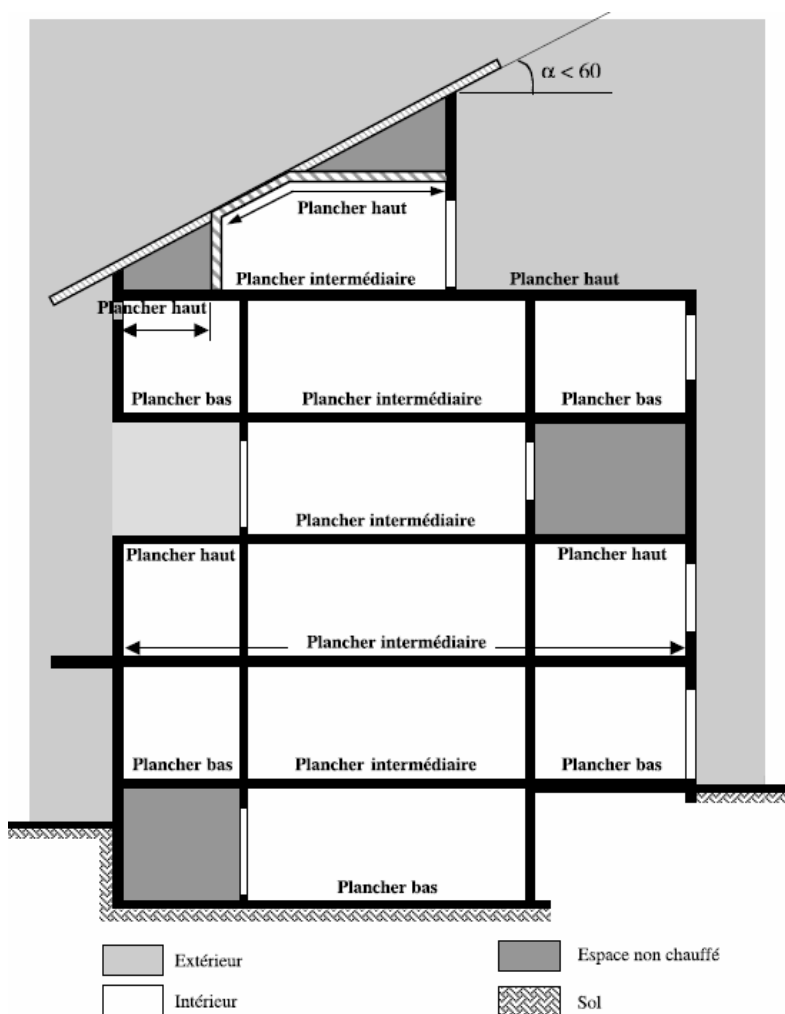 α < 60
Plancher haut
Plancher intermédiaire
Plancher haut
Plancher haut
Plancher bas
Plancher intermédiaire
Plancher bas
Plancher intermédiaire
Plancher haut
Plancher haut
Plancher intermédiaire
Plancher bas
Plancher intermédiaire
Plancher bas
Plancher bas
Extérieur
Espace non chauffé
Intérieur
Sol